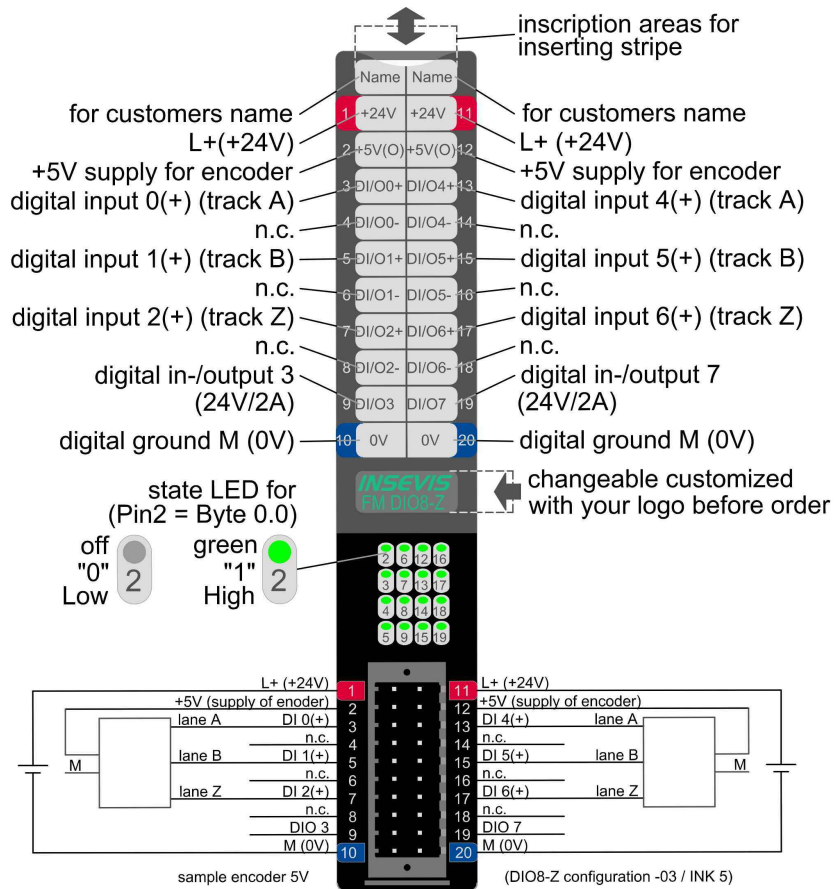 inscription areas for
inserting stripe
Name Name
for customers name
for customers name
1 +24V +24V 11
L+(+24V)
L+ (+24V)
2 +5V(O) +5V(O) 12
+5V supply for encoder
+5V supply for encoder
3 DI/O0+ DI/O4+ 13
digital input 0(+) (track A)
digital input 4(+) (track A)
4 DI/O0- DI/O4- 14
n.c.
n.c.
5 DI/O1+ DI/O5+ 15
digital input 1(+) (track B)
digital input 5(+) (track B)
6 DI/O1- DI/O5- 16
n.c.
n.c.
7 DI/O2+ DI/O6+ 17
digital input 2(+) (track Z)
digital input 6(+) (track Z)
8 DI/O2- DI/O6- 18
n.c.
n.c.
9 DI/O3 DI/O7 19
digital in-/output 3
(24V/2A)
digital in-/output 7
(24V/2A)
10 0V 0V 20
digital ground M (0V)
digital ground M (0V)
INSEVIS
FM DIO8-Z
changeable customized
with your logo before order
state LED for
(Pin2 = Byte 0.0)
off
"0"
Low
2
green
"1"
High
2
2 6 12 16
3 7 13 17
4 8 14 18
5 9 15 19
L+ (+24V) 1
11 L+ (+24V)
+5V (supply of enoder) 2
12 +5V (supply of encoder)
lane A DI 0(+) 3
13 DI 4(+) lane A
n.c. 4
14 n.c.
lane B DI 1(+) 5
15 DI 5(+) lane B
M
M
n.c. 6
16 n.c.
lane Z DI 2(+) 7
17 DI 6(+) lane Z
n.c. 8
18 n.c.
DIO 3 9
19 DIO 7
M (0V) 10
20 M (0V)
sample encoder 5V
(DIO8-Z configuration -03 / INK 5)